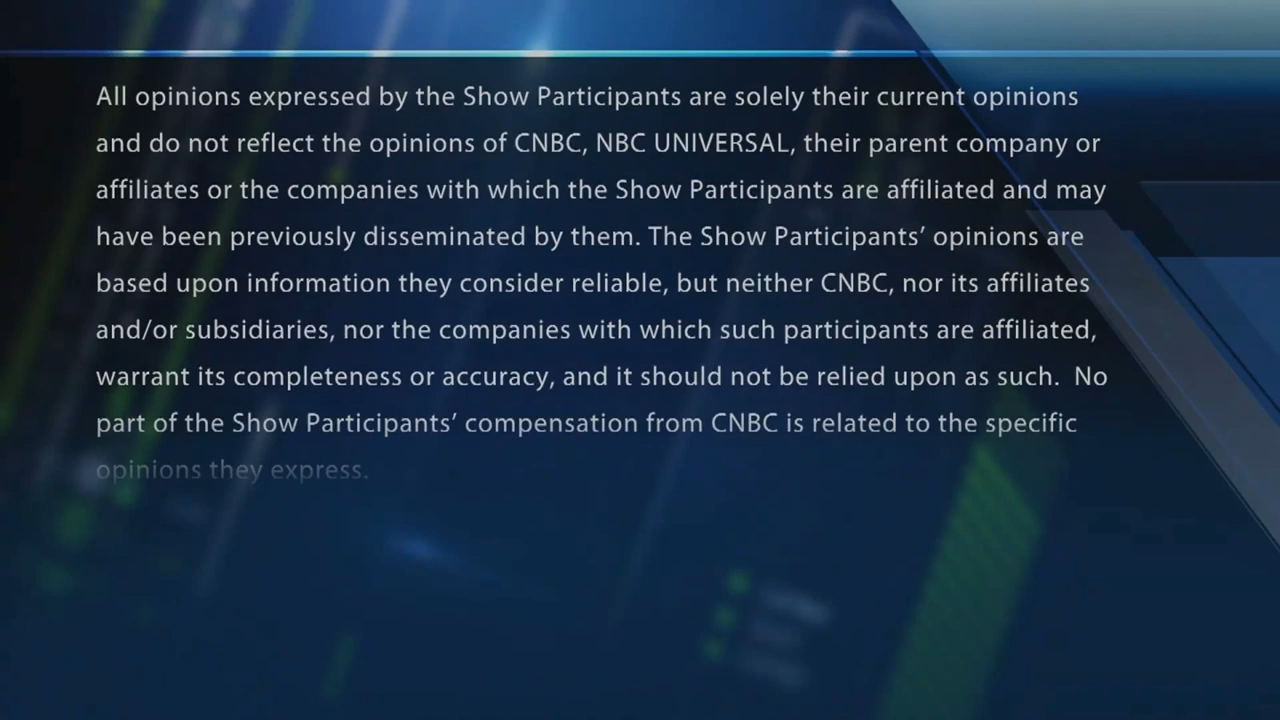 All opinions expressed by the Show Participants are solely their current opinions
and do not reflect the opinions of CNBC, NBC UNIVERSAL, their parent company or
affiliates or the companies with which the Show Participants are affiliated and may
have been previously disseminated by them. The Show Participants’ opinions are
based upon information they consider reliable, but neither CNBC, nor its affiliates
and/or subsidiaries, nor the companies with which such participants are affiliated,
warrant its completeness or accuracy, and it should not be relied upon as such.  No
part of the Show Participants’ compensation from CNBC is related to the specific
opinions they express.